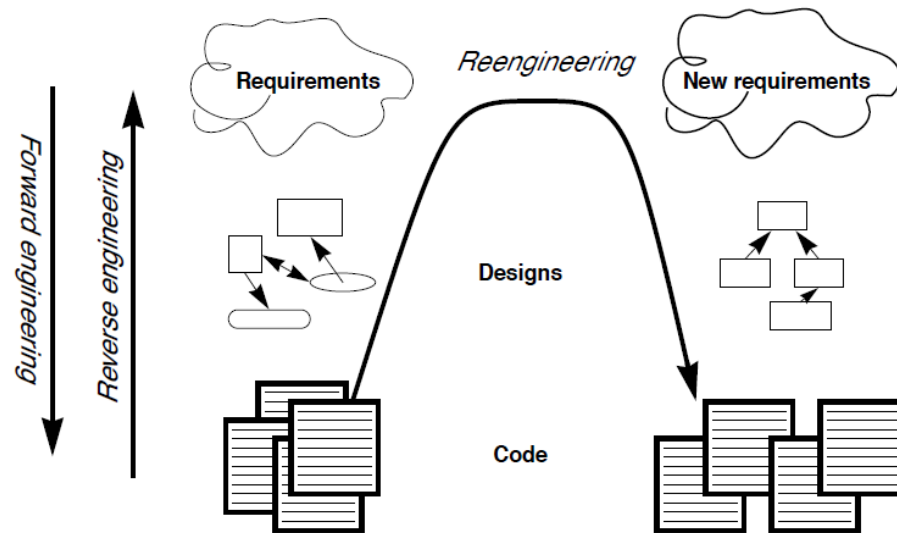 Requirements
Reengineering
New requirements
Forward engineering
Reverse engineering
Designs
Code